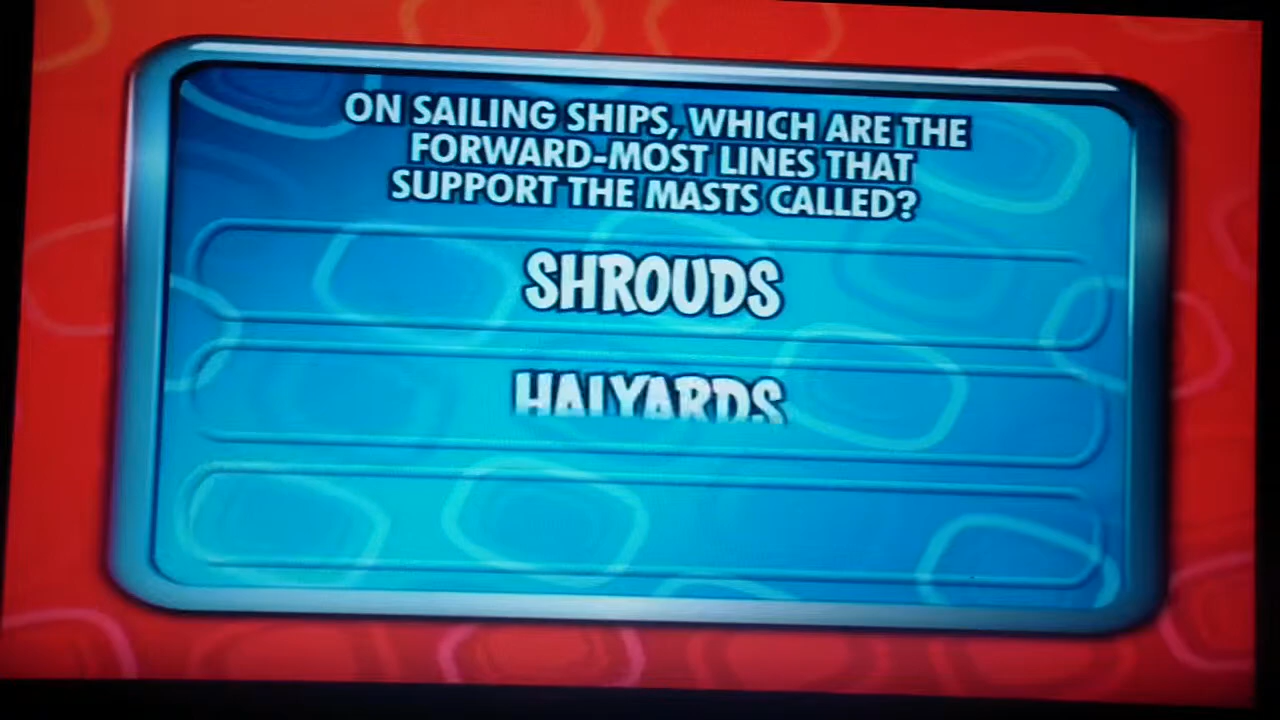 ON SAILING SHIPS, WHICH ARE THE
FORWARD-MOST LINES THAT
SUPPORT THE MASTS CALLED?
SHROUDS
HALYARDS